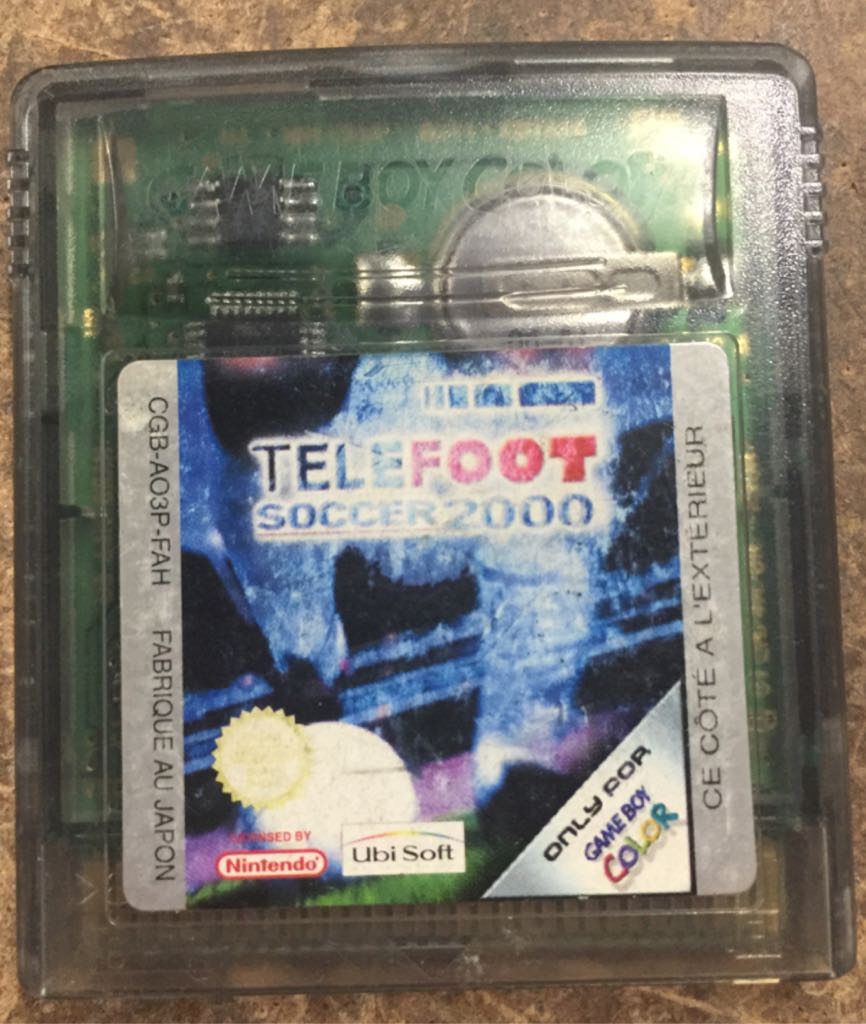 GAME BOY COLOR
TELEFOOT
SOCCER 2000
CGB-AO3P-FAH FABRIQUE AU JAPON
CE CÔTÉ A L'EXTÉRIEUR
LICENSED BY
Nintendo
Ubi Soft
ONLY FOR
GAME BOY
COLOR